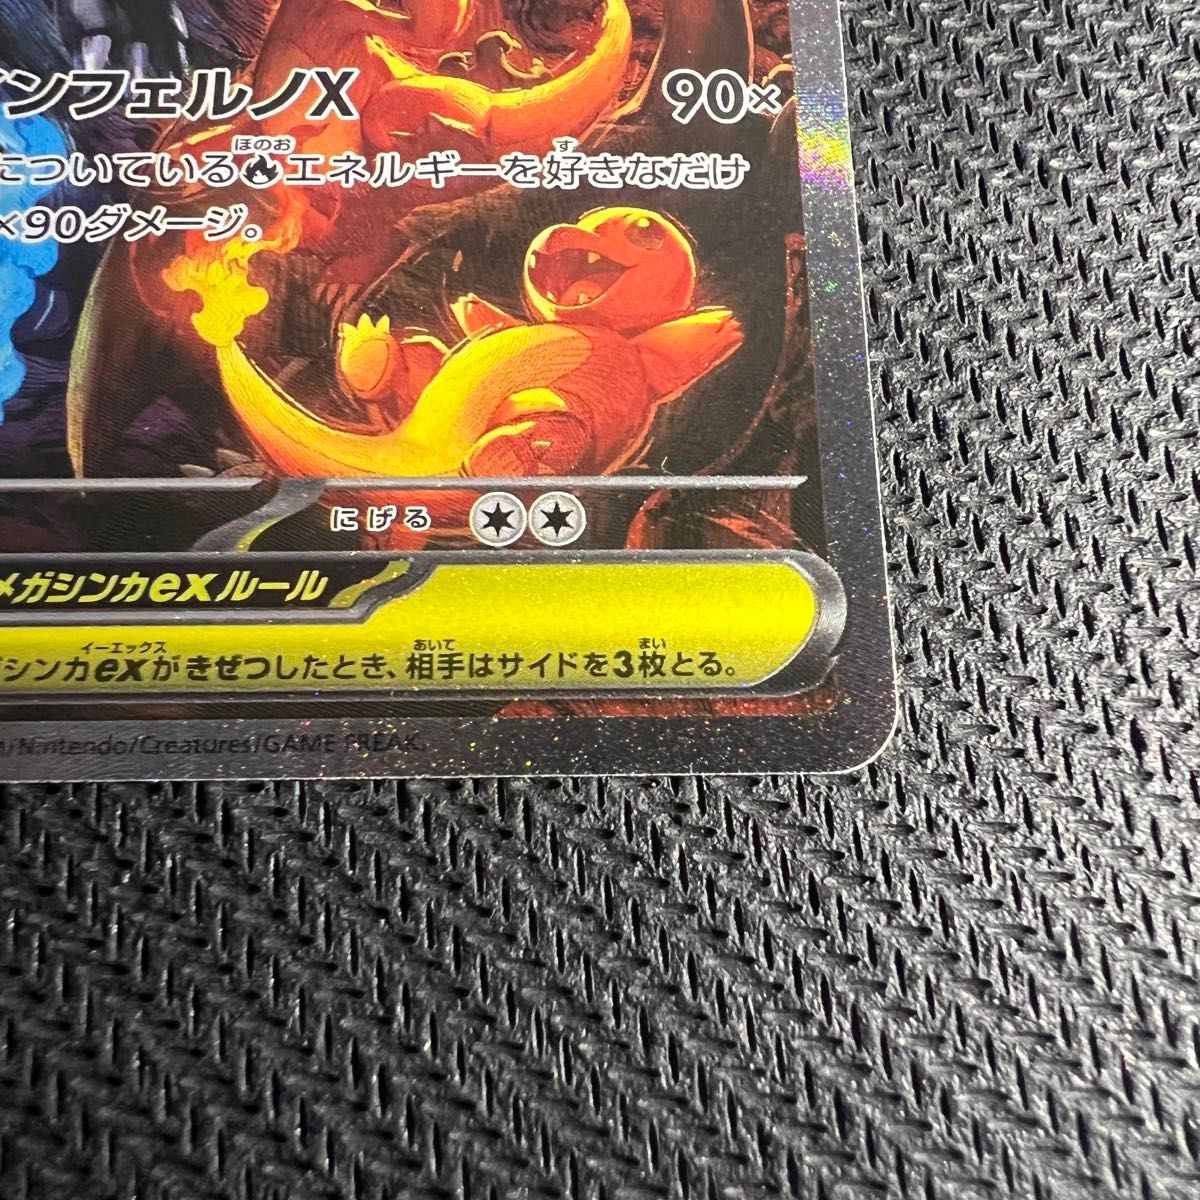 ンフェルノX 90×
についている エネルギーを好きなだけ
ほのお す
×90ダメージ。
にげる
メガシンカexルール
イーエックス あいて まい
シンカexがきぜつしたとき、相手はサイドを3枚とる。
/Nintendo/Creatures/GAME FREAK.